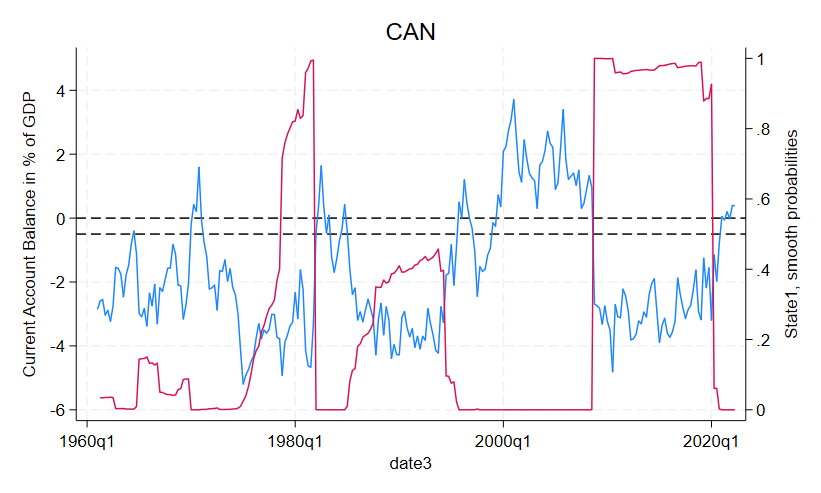 CAN
Current Account Balance in % of GDP
4
2
0
-2
-4
-6
1
.8
.6
.4
.2
0
State1, smooth probabilities
1960q1 1980q1 2000q1 2020q1
date3